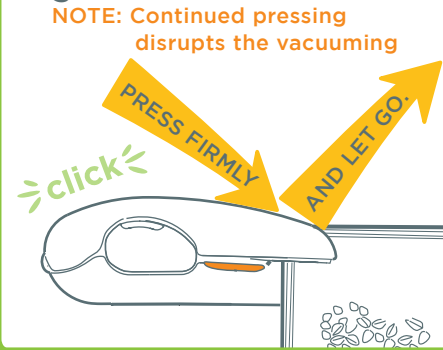 NOTE: Continued pressing
disrupts the vacuuming
PRESS FIRMLY
AND LET GO.
click